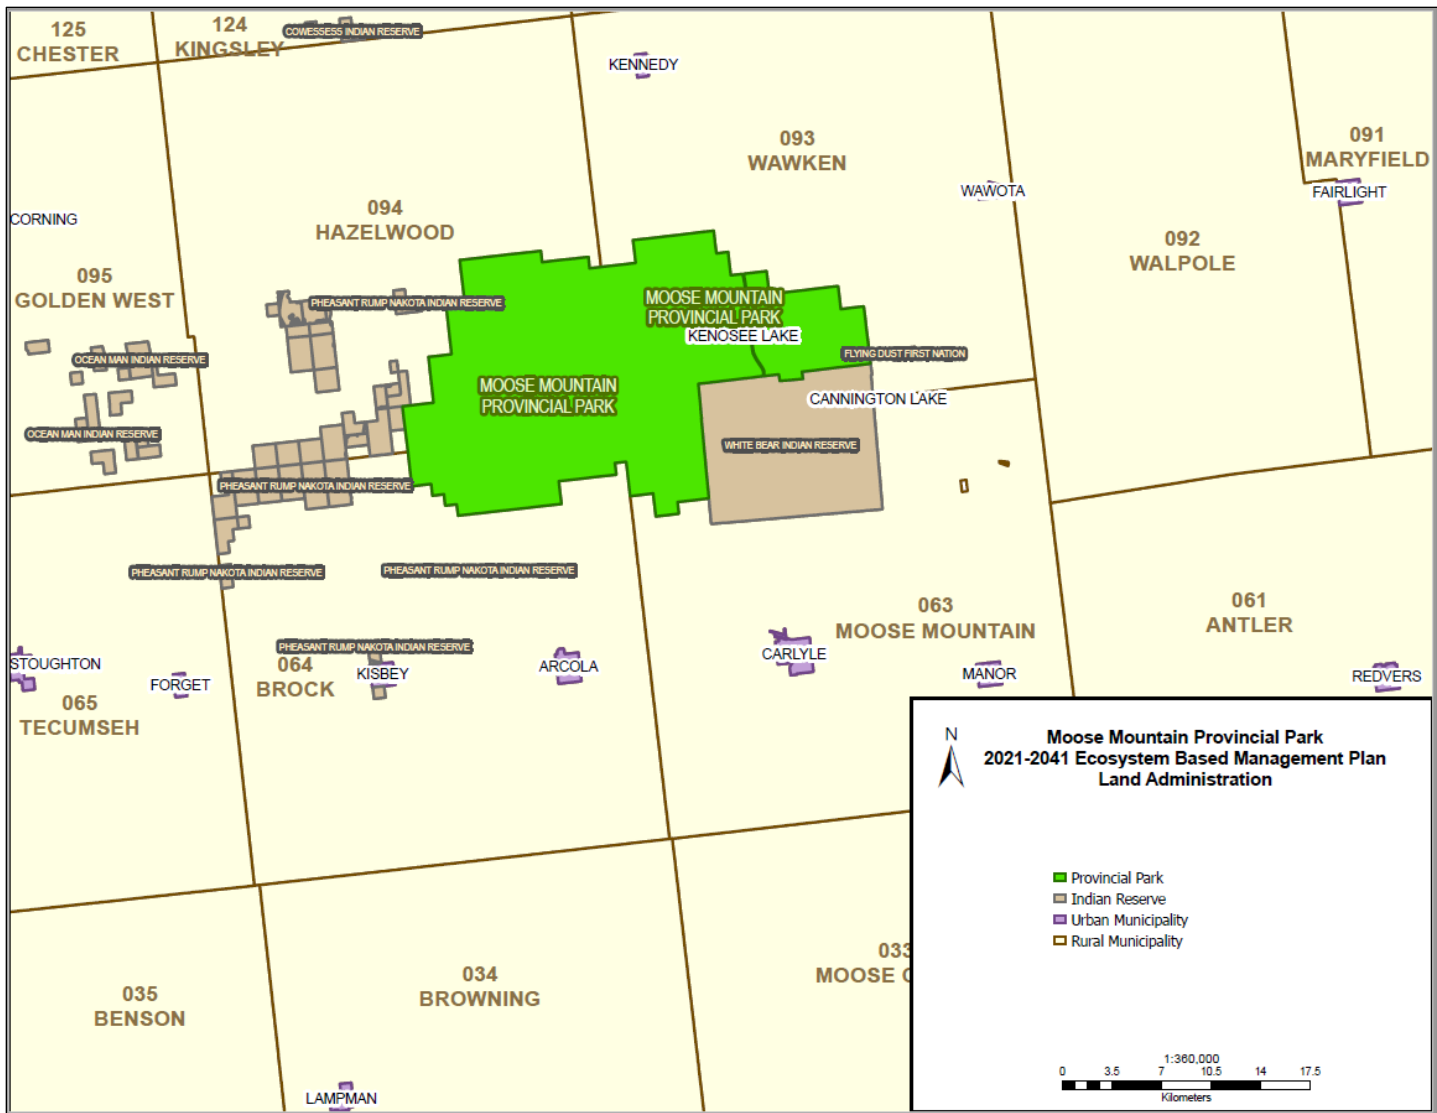 125
CHESTER
124
KINGSLEY
COWESSESS INDIAN RESERVE
KENNEDY
093
WAWKEN
091
MARYFIELD
WAWOTA
FAIRLIGHT
CORNING
094
HAZELWOOD
092
WALPOLE
095
GOLDEN WEST
PHEASANT RUMP NAKOTA INDIAN RESERVE
MOOSE MOUNTAIN
PROVINCIAL PARK
KENOSEE LAKE
OCEAN MAN INDIAN RESERVE
FLYING DUST FIRST NATION
MOOSE MOUNTAIN
PROVINCIAL PARK
CANNINGTON LAKE
OCEAN MAN INDIAN RESERVE
WHITE BEAR INDIAN RESERVE
PHEASANT RUMP NAKOTA INDIAN RESERVE
PHEASANT RUMP NAKOTA INDIAN RESERVE
PHEASANT RUMP NAKOTA INDIAN RESERVE
063
MOOSE MOUNTAIN
061
ANTLER
PHEASANT RUMP NAKOTA INDIAN RESERVE
STOUGHTON
FORGET
064
BROCK
KISBEY
ARCOLA
CARLYLE
MANOR
REDVERS
065
TECUMSEH
N
Moose Mountain Provincial Park
2021-2041 Ecosystem Based Management Plan
Land Administration
Provincial Park
Indian Reserve
Urban Municipality
Rural Municipality
033
MOOSE
034
BROWNING
035
BENSON
LAMPMAN
1:360,000
0 3.5 7 10.5 14 17.5
Kilometers